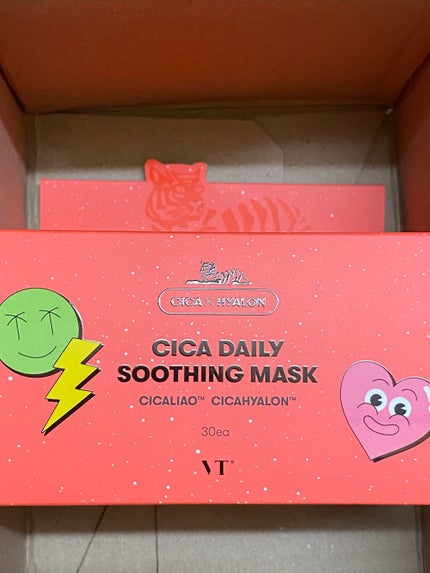 CICA × HYALON
CICA DAILY
SOOTHING MASK
CICALIAO™ CICAHYALON™
30ea
VT®